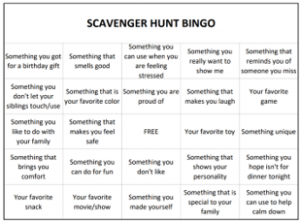 SCAVENGER HUNT BINGO
Something you got
for a birthday gift
Something that
smells good
Something you
can use when you
are feeling
stressed
Something you
really want to
show me
Something that
reminds you of
someone you miss
Something you
don't let your
siblings touch/use
Something that is
your favorite color
Something you are
proud of
Something that
makes you laugh
Your favorite
game
Something you
like to do with
your family
Something that
makes you feel
safe
FREE
Your favorite toy
Something unique
Something that
brings you
comfort
Something you
can do for fun
Something you
don't like
Something that
shows your
personality
Something you
hope isn't for
dinner tonight
Your favorite
snack
Your favorite
movie/show
Something you
made yourself
Something that is
special to your
family
Something you
use to help
calm down